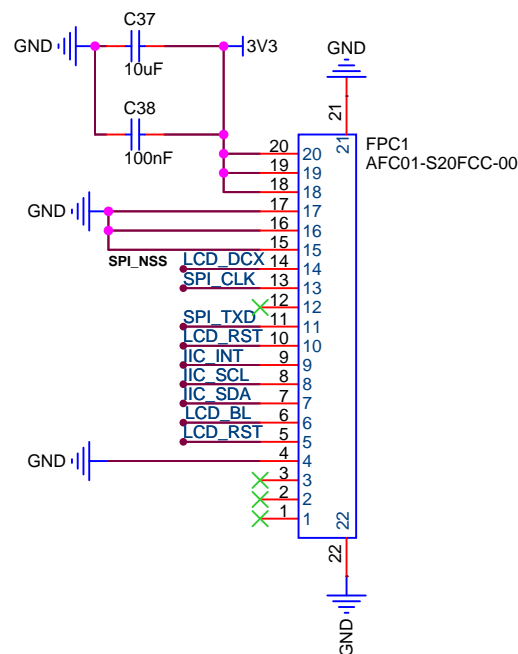 C37
GND
3V3
10uF
C38
100nF
GND
21
21
FPC1
AFC01-S20FCC-00
20 20
19 19
18 18
GND
17 17
16 16
15 15
SPI_NSS
LCD_DCX 14 14
SPI_CLK 13 13
12 12
SPI_TXD 11 11
LCD_RST 10 10
IIC_INT 9 9
IIC_SCL 8 8
IIC_SDA 7 7
LCD_BL 6 6
LCD_RST 5 5
GND 4 4
3 3
2 2
1 1
22
22
GND